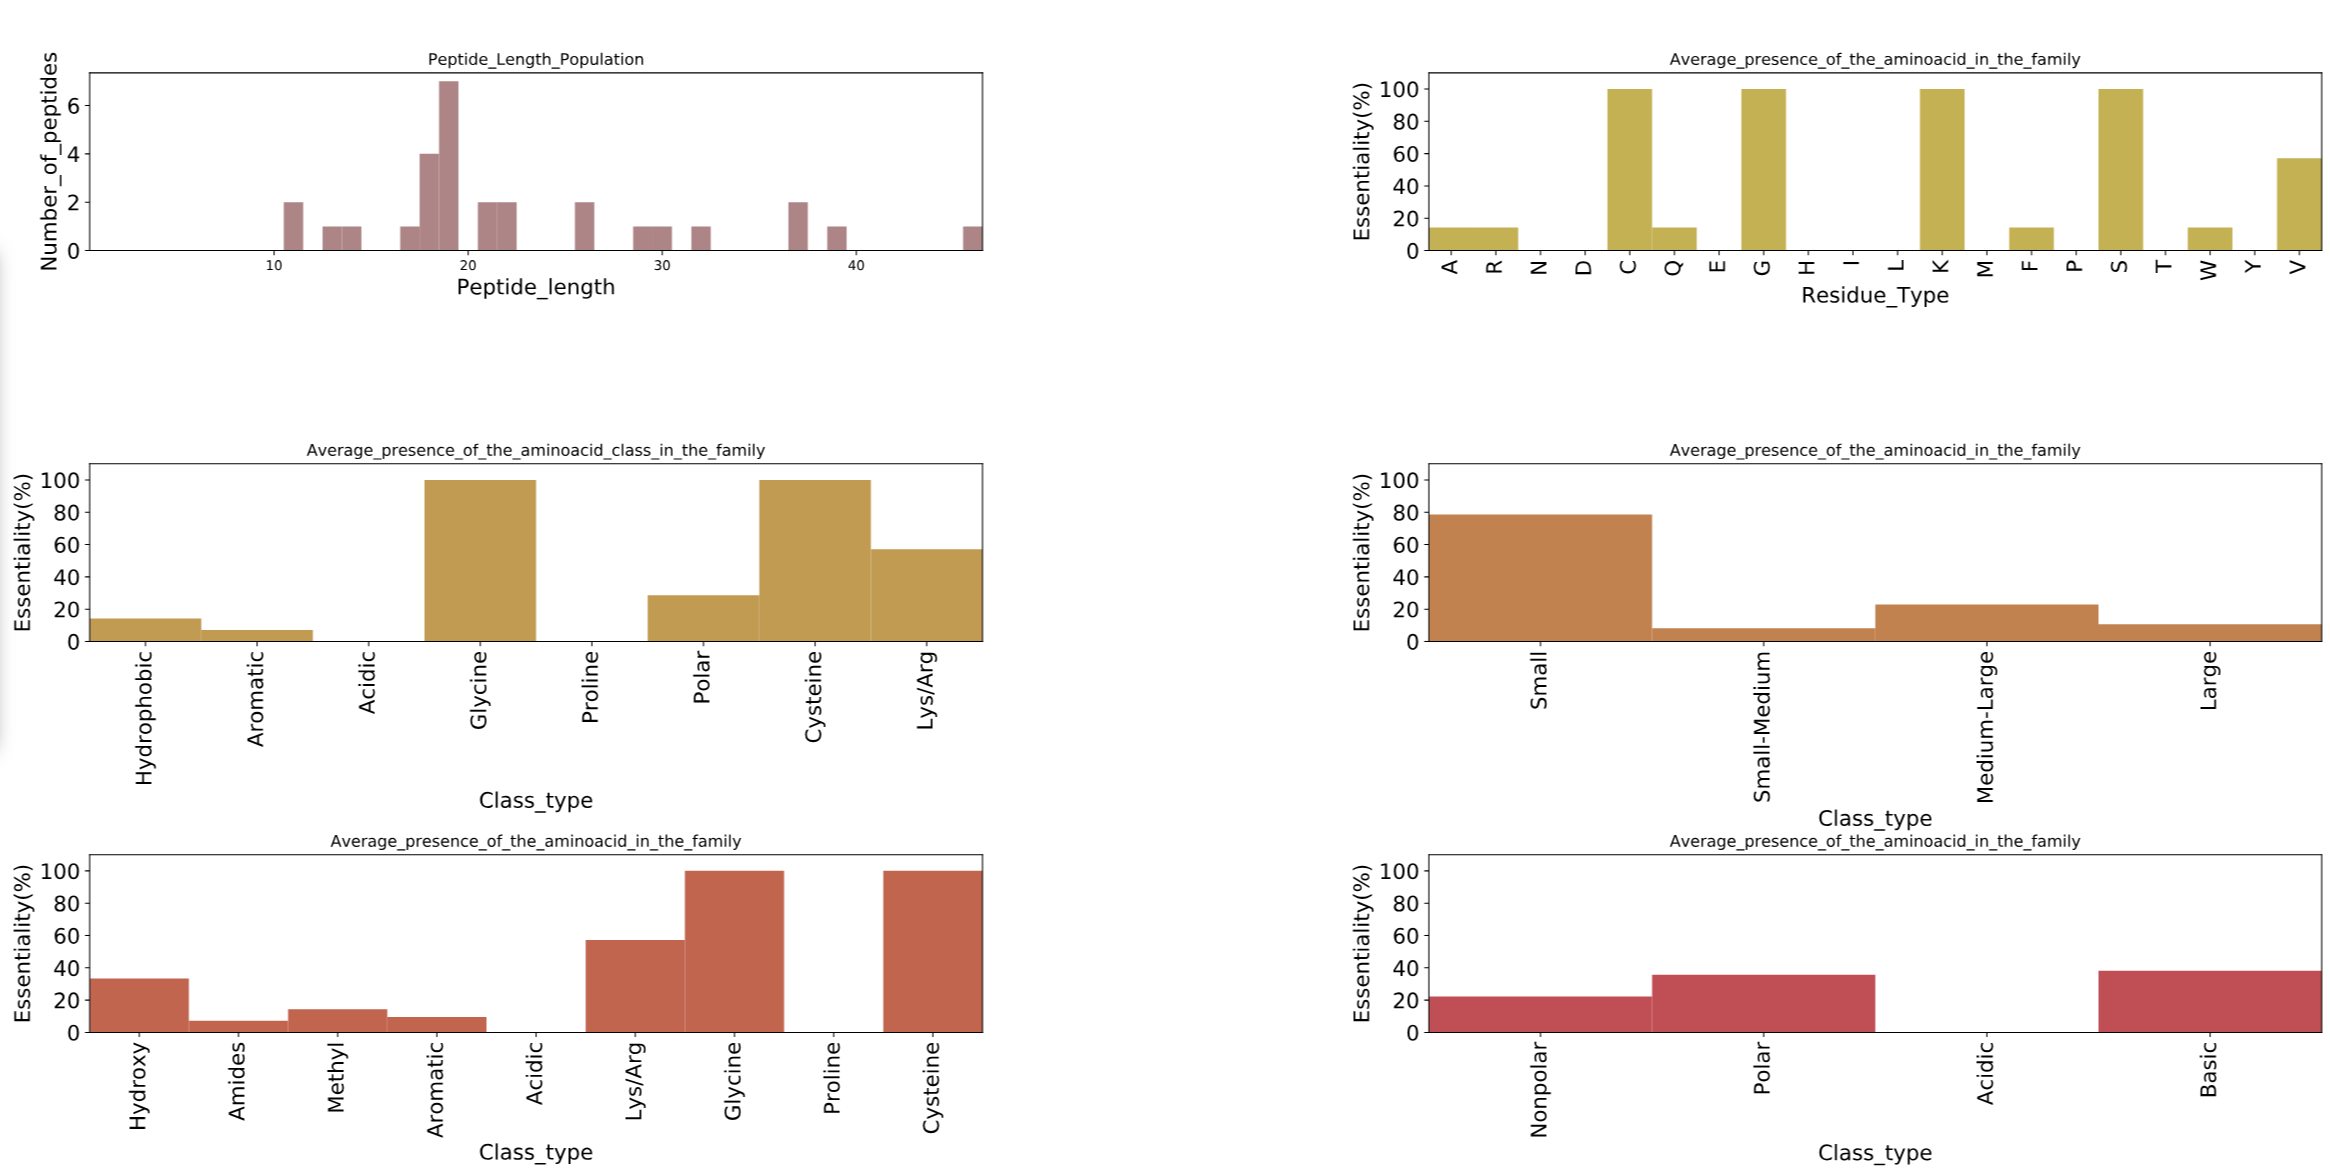 Peptide_Length_Population
Number_of_peptides
6
4
2
0
10 20 30 40
Peptide_length
Average_presence_of_the_aminoacid_in_the_family
Essentiality(%)
100
80
60
40
20
0
A R N D C Q E G H I L K M F P S T W Y V
Residue_Type
Average_presence_of_the_aminoacid_class_in_the_family
Essentiality(%)
100
80
60
40
20
0
Hydrophobic Aromatic Acidic Glycine Proline Polar Cysteine Lys/Arg
Class_type
Average_presence_of_the_aminoacid_in_the_family
Essentiality(%)
100
80
60
40
20
0
Small Small-Medium Medium-Large Large
Class_type
Average_presence_of_the_aminoacid_in_the_family
Essentiality(%)
100
80
60
40
20
0
Hydroxy Amides Methyl Aromatic Acidic Lys/Arg Glycine Proline Cysteine
Class_type
Average_presence_of_the_aminoacid_in_the_family
Essentiality(%)
100
80
60
40
20
0
Nonpolar Polar Acidic Basic
Class_type